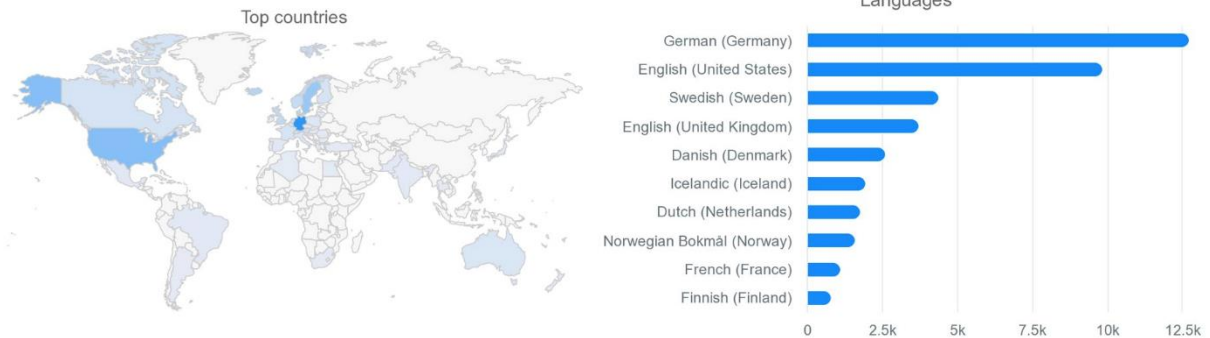 Top countries
Languages
German (Germany)
English (United States)
Swedish (Sweden)
English (United Kingdom)
Danish (Denmark)
Icelandic (Iceland)
Dutch (Netherlands)
Norwegian Bokmål (Norway)
French (France)
Finnish (Finland)
0 2.5k 5k 7.5k 10k 12.5k